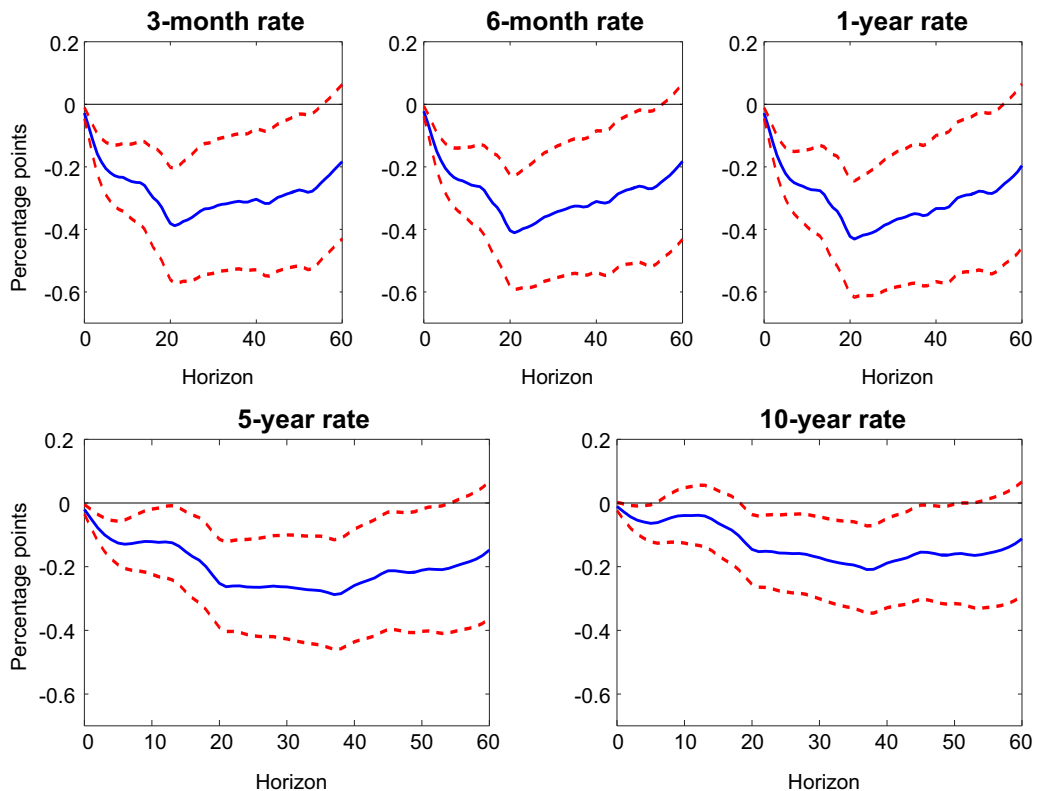 3-month rate
6-month rate
1-year rate
Percentage points
0.2
0
-0.2
-0.4
-0.6
0 20 40 60
Horizon
0.2
0
-0.2
-0.4
-0.6
0 20 40 60
Horizon
0.2
0
-0.2
-0.4
-0.6
0 20 40 60
Horizon
5-year rate
10-year rate
Percentage points
0.2
0
-0.2
-0.4
-0.6
0 10 20 30 40 50 60
Horizon
0.2
0
-0.2
-0.4
-0.6
0 10 20 30 40 50 60
Horizon